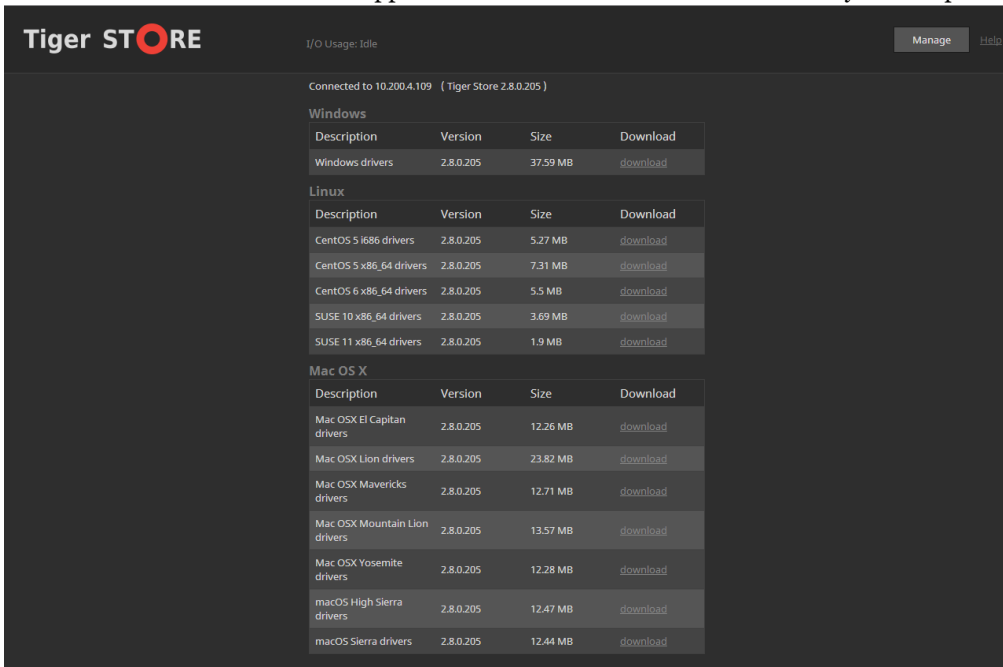 Tiger STORE
I/O Usage: Idle
Manage
Help
Connected to 10.200.4.109 ( Tiger Store 2.8.0.205 )
Windows
Description Version Size Download
Windows drivers 2.8.0.205 37.59 MB download
Linux
Description Version Size Download
CentOS 5 i686 drivers 2.8.0.205 5.27 MB download
CentOS 5 x86_64 drivers 2.8.0.205 7.31 MB download
CentOS 6 x86_64 drivers 2.8.0.205 5.5 MB download
SUSE 10 x86_64 drivers 2.8.0.205 3.69 MB download
SUSE 11 x86_64 drivers 2.8.0.205 1.9 MB download
Mac OS X
Description Version Size Download
Mac OSX El Capitan
drivers 2.8.0.205 12.26 MB download
Mac OSX Lion drivers 2.8.0.205 23.82 MB download
Mac OSX Mavericks
drivers 2.8.0.205 12.71 MB download
Mac OSX Mountain Lion
drivers 2.8.0.205 13.57 MB download
Mac OSX Yosemite
drivers 2.8.0.205 12.28 MB download
macOS High Sierra
drivers 2.8.0.205 12.47 MB download
macOS Sierra drivers 2.8.0.205 12.44 MB download